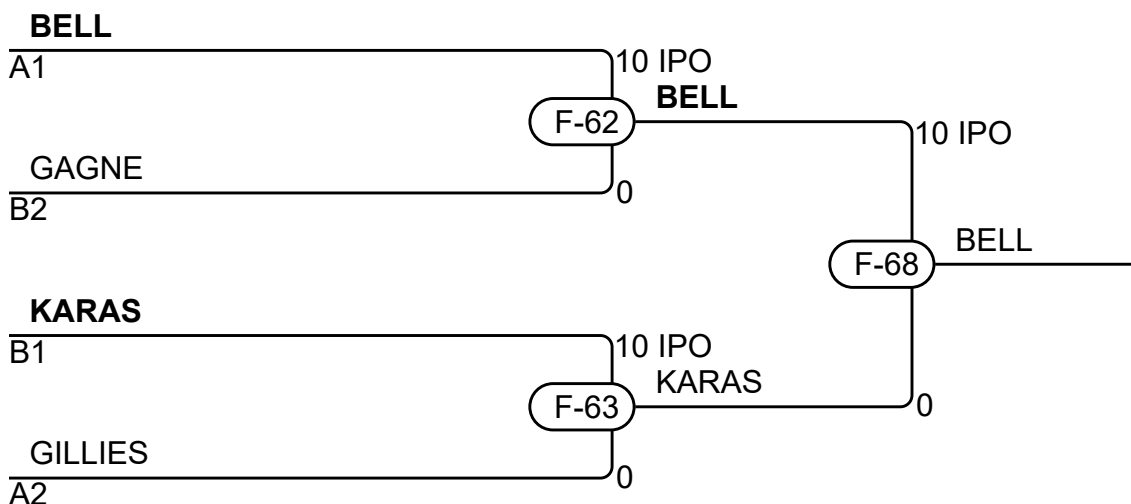 BELL
A1
10 IPO
F-62
BELL
10 IPO
GAGNE
B2
0
F-68
BELL
KARAS
B1
10 IPO
F-63
KARAS
0
GILLIES
A2
0